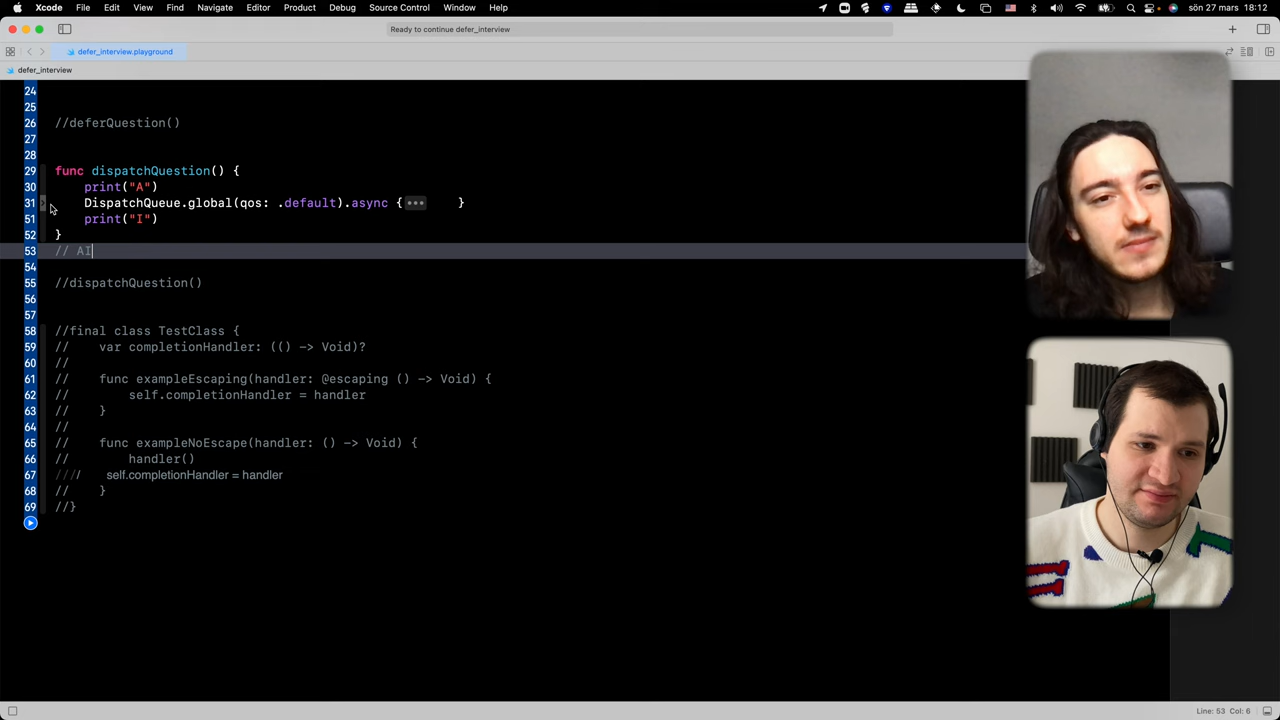 Xcode File Edit View Find Navigate Editor Product Debug Source Control Window Help sön 27 mars 18:12
Ready to continue defer_interview
defer_interview.playground
defer_interview
24
25
26 //deferQuestion()
27
28
29 func dispatchQuestion() {
30 print("A")
31 DispatchQueue.global(qos: .default).async {••• }
51 print("I")
52 }
53 // AI
54
55 //dispatchQuestion()
56
57
58 //final class TestClass {
59 // var completionHandler: (() -> Void)?
60 //
61 // func exampleEscaping(handler: @escaping () -> Void) {
62 // self.completionHandler = handler
63 // }
64 //
65 // func exampleNoEscape(handler: () -> Void) {
66 // handler()
67 //// self.completionHandler = handler
68 // }
69 //}
Line: 53 Col: 6